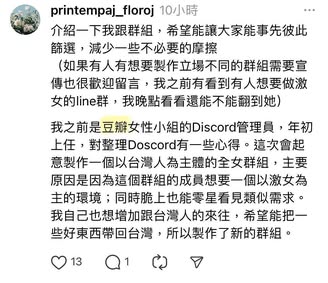 printempaj_floroj 10小時
介紹一下我跟群組，希望能讓大家能事先彼此
篩選，減少一些不必要的摩擦
（如果有人有想要製作立場不同的群組需要宣
傳也很歡迎留言，我之前有看到有人想要做激
女的line群，我晚點看看還能不能翻到她）
我之前是豆瓣女性小組的Discord管理員，年初
上任，對整理Doscord有一些心得。這次會起
意製作一個以台灣人為主體的全女群組，主要
原因是因為這個群組的成員想要一個以激女為
主的環境；同時脆上也能零星看見類似需求。
我自己也想增加跟台灣人的來往，希望能把一
些好東西帶回台灣，所以製作了新的群組。
13 1